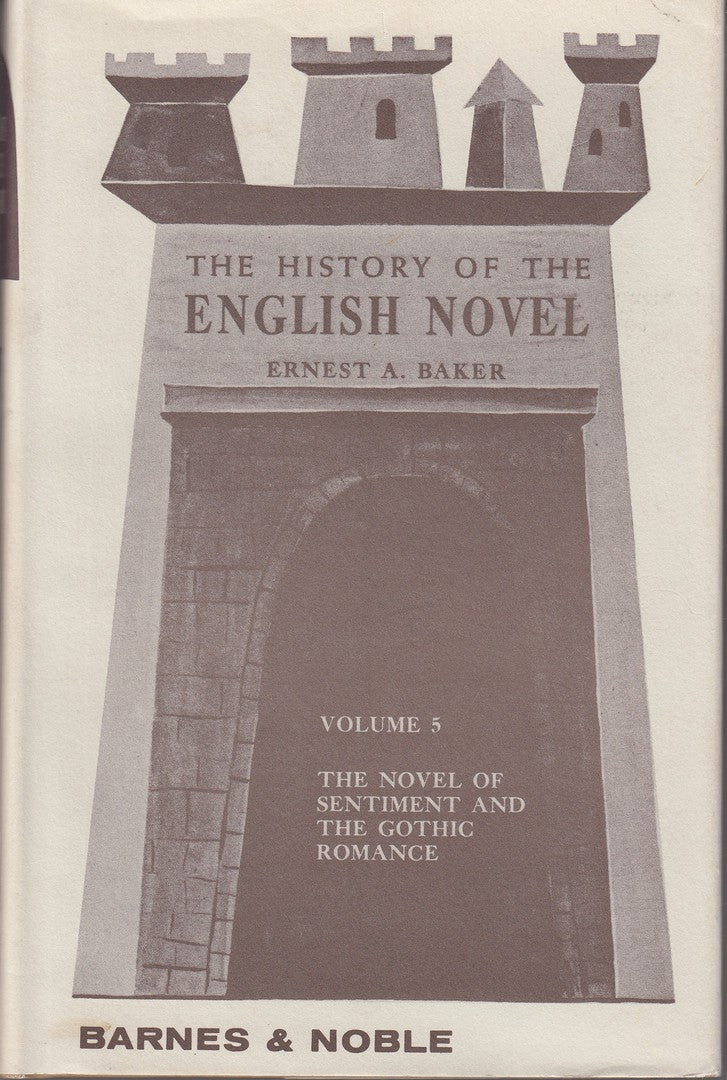 THE HISTORY OF THE
ENGLISH NOVEL
ERNEST A. BAKER
VOLUME 5
THE NOVEL OF
SENTIMENT AND
THE GOTHIC
ROMANCE
BARNES & NOBLE